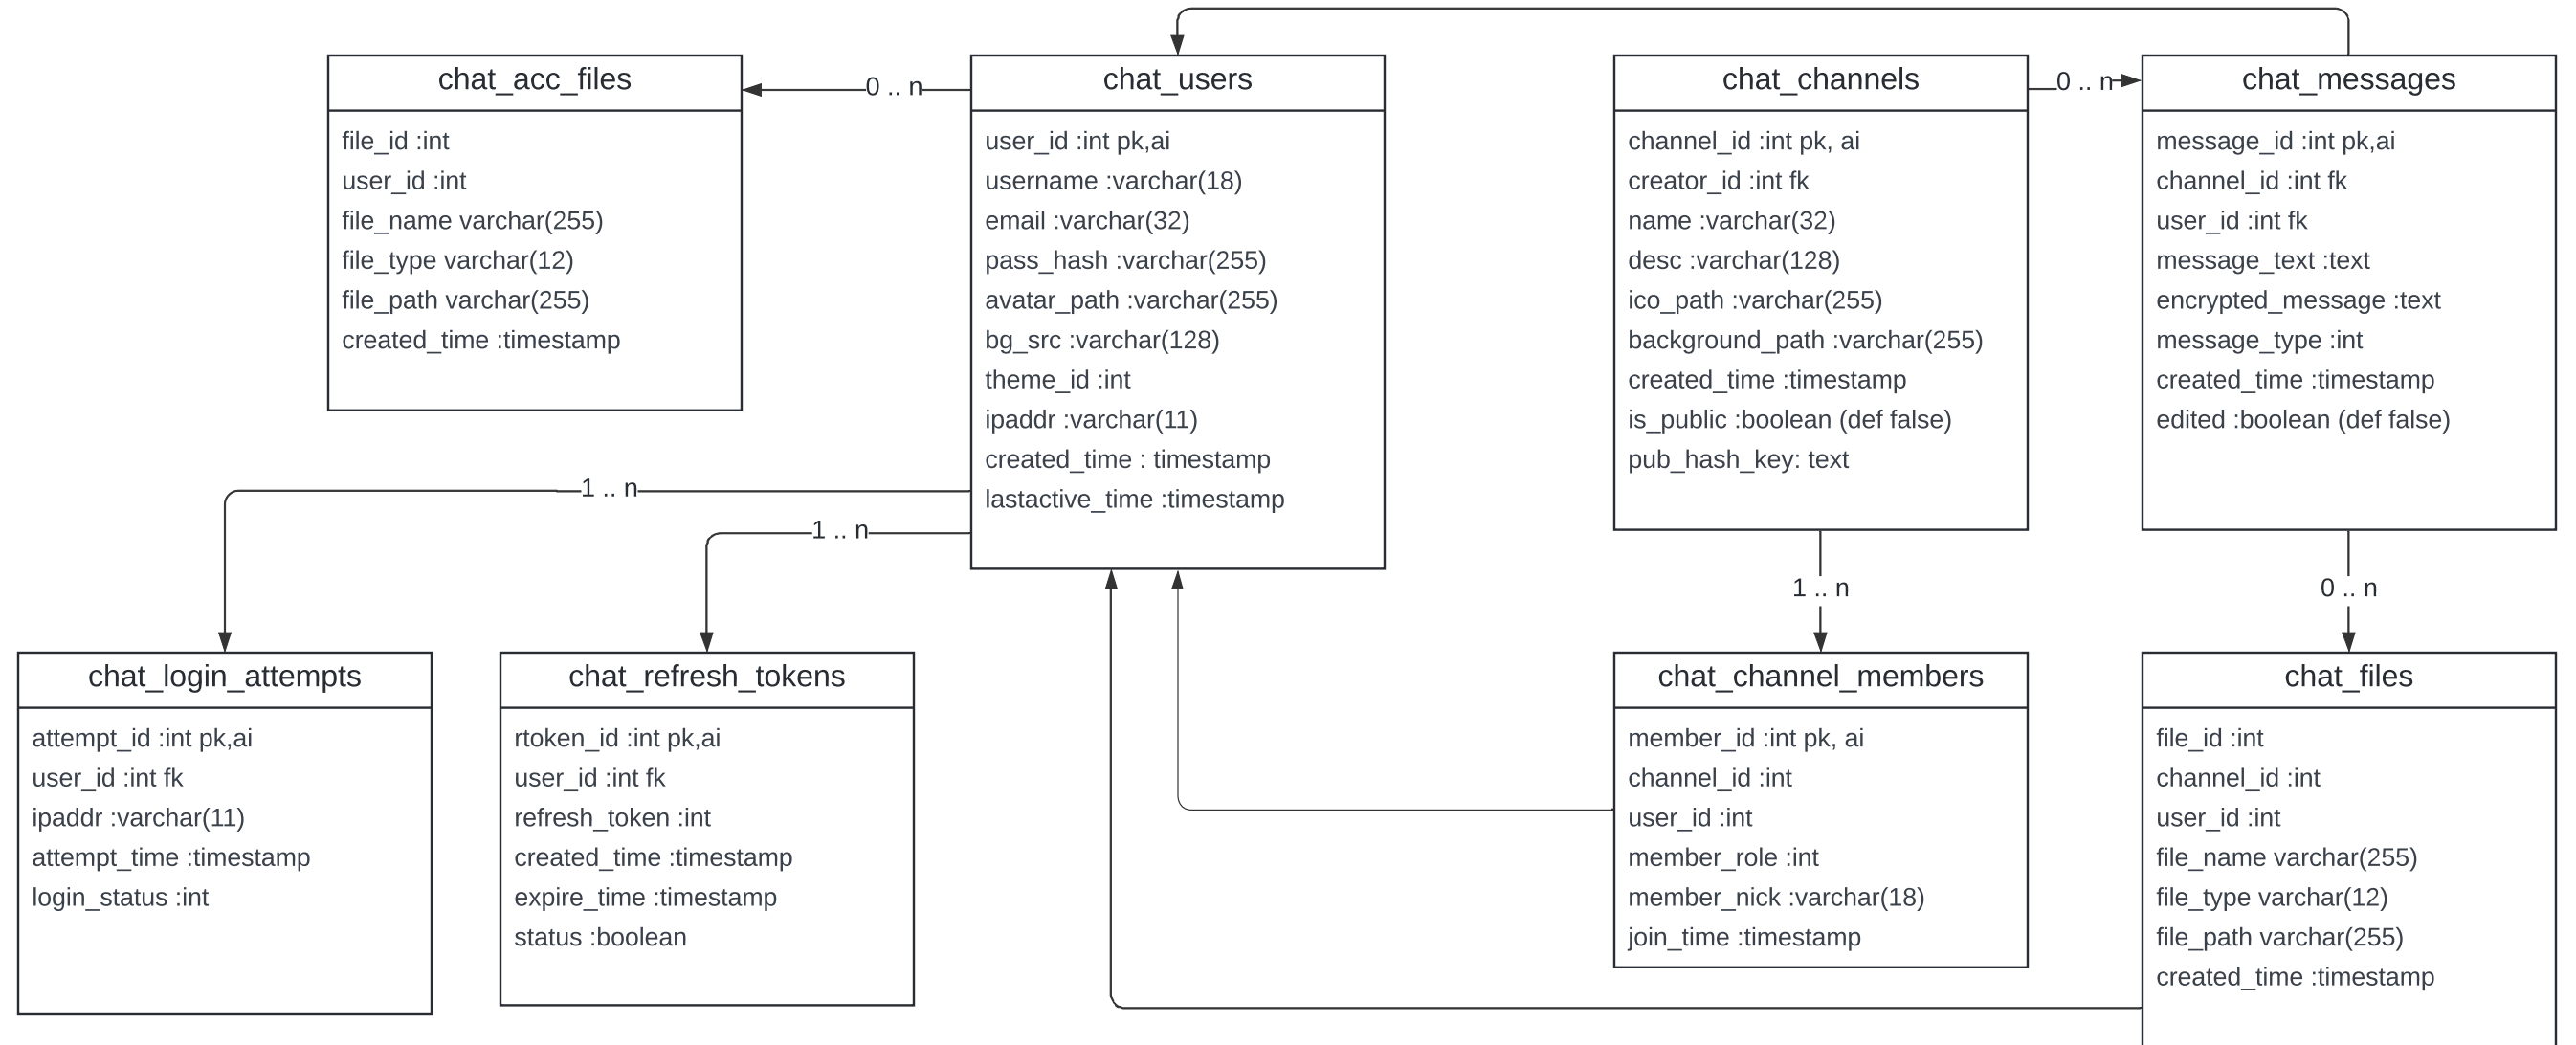 chat_acc_files
file_id :int
user_id :int
file_name varchar(255)
file_type varchar(12)
file_path varchar(255)
created_time :timestamp
0 .. n
chat_users
user_id :int pk,ai
username :varchar(18)
email :varchar(32)
pass_hash :varchar(255)
avatar_path :varchar(255)
bg_src :varchar(128)
theme_id :int
ipaddr :varchar(11)
created_time : timestamp
lastactive_time :timestamp
chat_channels
channel_id :int pk, ai
creator_id :int fk
name :varchar(32)
desc :varchar(128)
ico_path :varchar(255)
background_path :varchar(255)
created_time :timestamp
is_public :boolean (def false)
pub_hash_key: text
0 .. n
chat_messages
message_id :int pk,ai
channel_id :int fk
user_id :int fk
message_text :text
encrypted_message :text
message_type :int
created_time :timestamp
edited :boolean (def false)
1 .. n
1 .. n
1 .. n
0 .. n
chat_login_attempts
attempt_id :int pk,ai
user_id :int fk
ipaddr :varchar(11)
attempt_time :timestamp
login_status :int
chat_refresh_tokens
rtoken_id :int pk,ai
user_id :int fk
refresh_token :int
created_time :timestamp
expire_time :timestamp
status :boolean
chat_channel_members
member_id :int pk, ai
channel_id :int
user_id :int
member_role :int
member_nick :varchar(18)
join_time :timestamp
chat_files
file_id :int
channel_id :int
user_id :int
file_name varchar(255)
file_type varchar(12)
file_path varchar(255)
created_time :timestamp